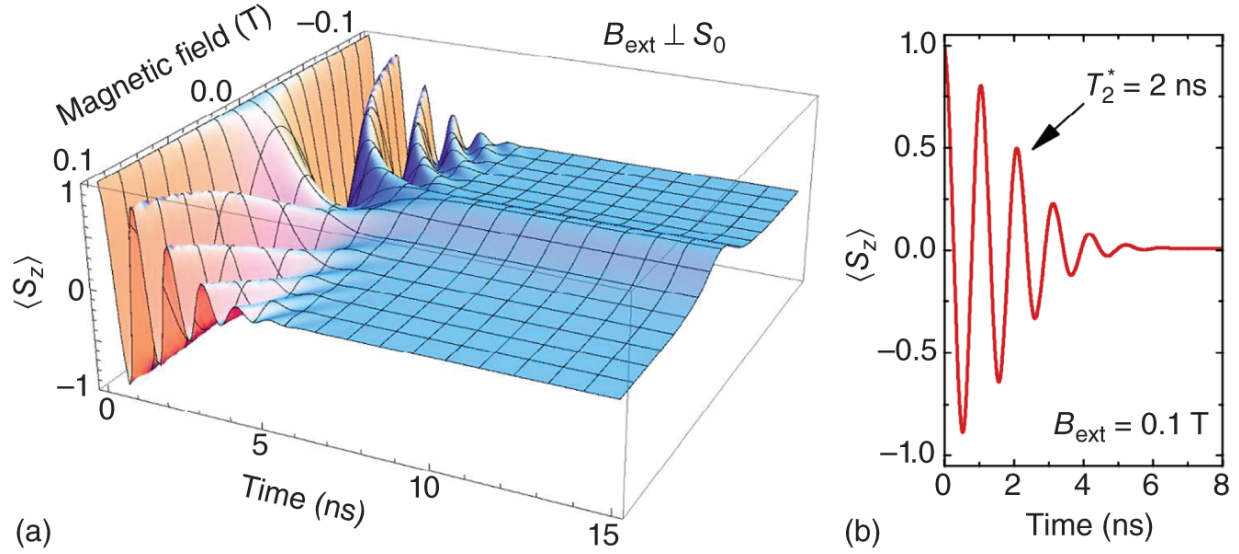 Magnetic field (T)
−0.1
0.0
0.1
B_ext ⊥ S_0
1
0
−1
⟨S_z⟩
0
5
10
15
Time (ns)
(a)
1.0
0.5
0.0
−0.5
−1.0
⟨S_z⟩
T_2^* = 2 ns
B_ext = 0.1 T
0 2 4 6 8
Time (ns)
(b)